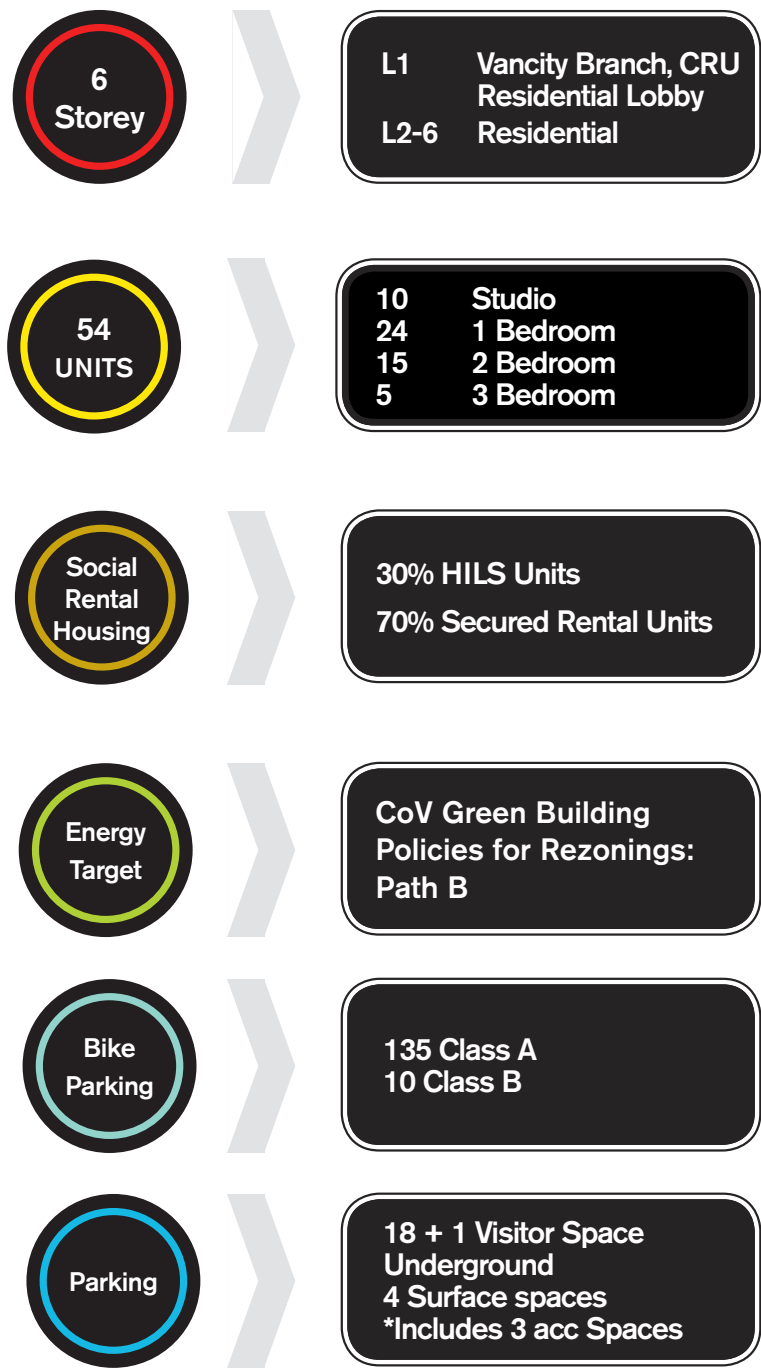 6
Storey
L1 Vancity Branch, CRU
Residential Lobby
L2-6 Residential
54
UNITS
10 Studio
24 1 Bedroom
15 2 Bedroom
5 3 Bedroom
Social
Rental
Housing
30% HILS Units
70% Secured Rental Units
Energy
Target
CoV Green Building
Policies for Rezonings:
Path B
Bike
Parking
135 Class A
10 Class B
Parking
18 + 1 Visitor Space
Underground
4 Surface spaces
*Includes 3 acc Spaces